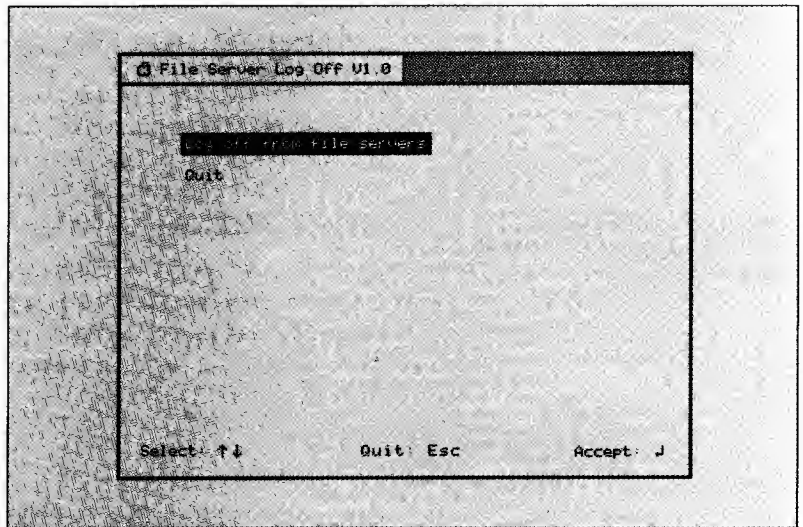 File Server Log Off V1.0
Log off from file servers
Quit
Select: ↑↓ Quit: Esc Accept: ↲